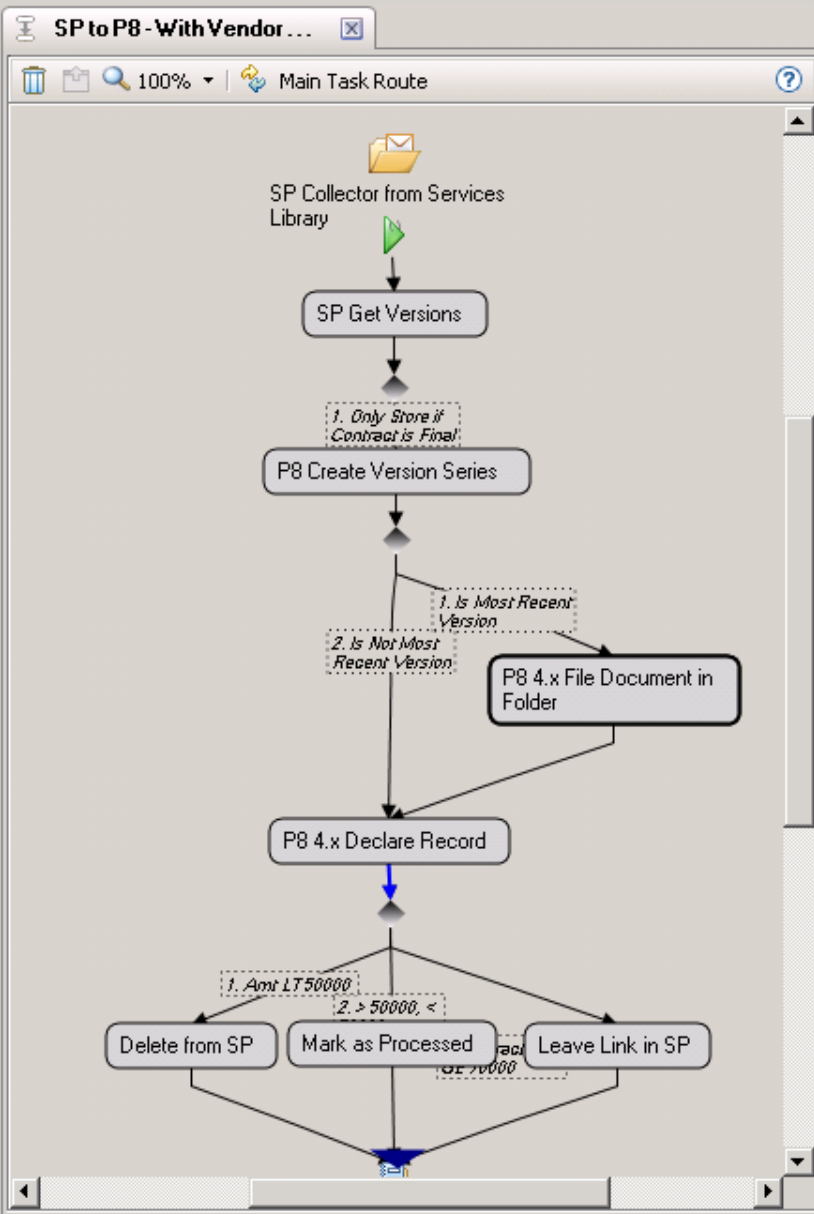 SP to P8 - With Vendor...
100%
Main Task Route
SP Collector from Services
Library
SP Get Versions
1. Only Store if
Contract is Final
P8 Create Version Series
1. Is Most Recent
Version
2. Is Not Most
Recent Version
P8 4.x File Document in
Folder
P8 4.x Declare Record
1. Amt LT 50000
2. > 50000, <
Delete from SP
Mark as Processed
Leave Link in SP